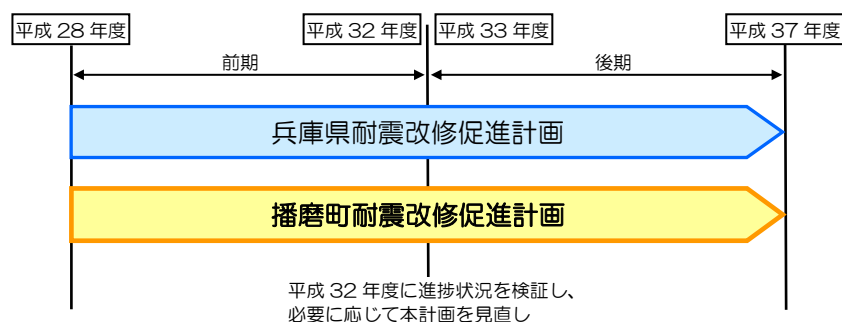 平成 28 年度
平成 32 年度
平成 33 年度
平成 37 年度
前期
後期
兵庫県耐震改修促進計画
播磨町耐震改修促進計画
平成 32 年度に進捗状況を検証し、
必要に応じて本計画を見直し